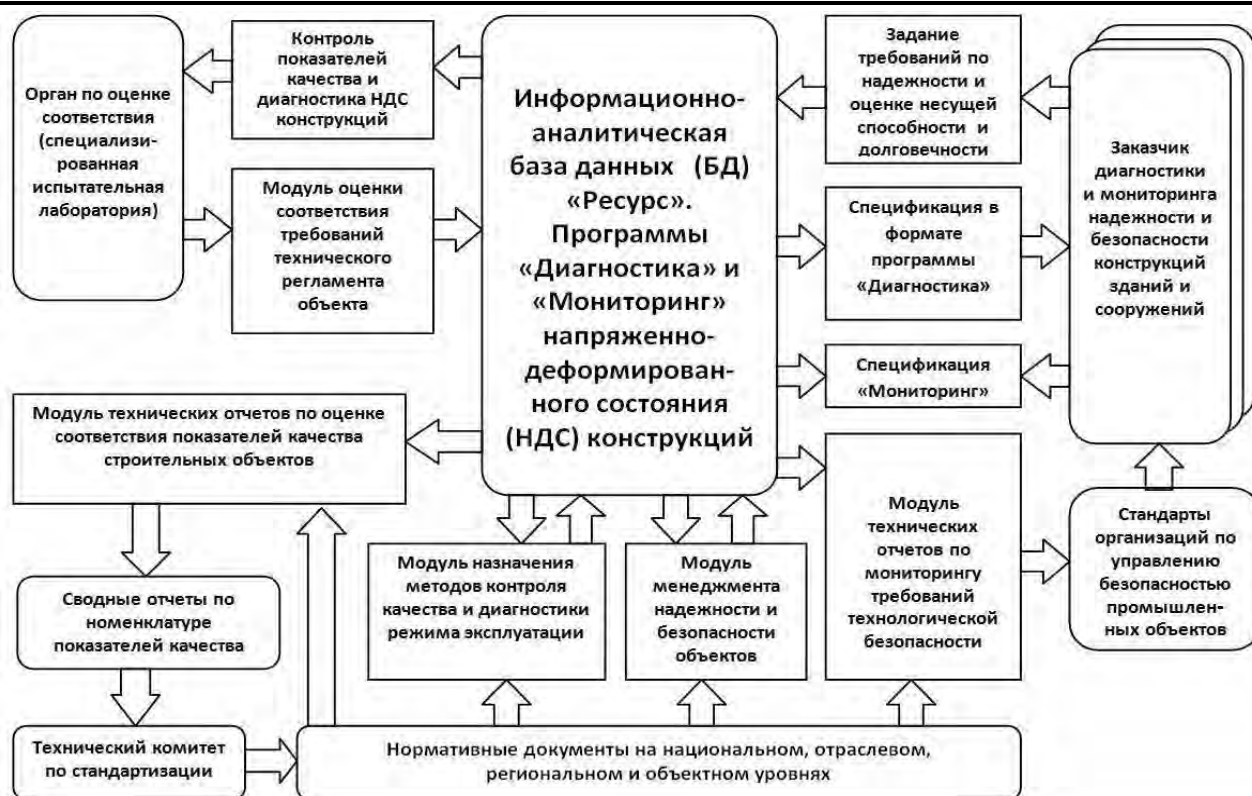 Орган по оценке
соответствия
(специализи-
рованная
испытательная
лаборатория)
Контроль
показателей
качества и
диагностика НДС
конструкций
Модуль оценки
соответствия
требований
технического
регламента
объекта
Информационно-
аналитическая
база данных (БД)
«Ресурс».
Программы
«Диагностика» и
«Мониторинг»
напряженно-
деформирован-
ного состояния
(НДС) конструкций
Задание
требований по
надежности и
оценке несущей
способности и
долговечности
Спецификация в
формате
программы
«Диагностика»
Спецификация
«Мониторинг»
Заказчик
диагностики
и мониторинга
надежности и
безопасности
конструкций
зданий и
сооружений
Модуль технических отчетов по оценке
соответствия показателей качества
строительных объектов
Сводные отчеты по
номенклатуре
показателей качества
Технический комитет
по стандартизации
Модуль назначения
методов контроля
качества и диагностики
режима эксплуатации
Модуль
менеджмента
надежности и
безопасности
объектов
Модуль
технических
отчетов по
мониторингу
требований
технологической
безопасности
Стандарты
организаций по
управлению
безопасностью
промышлен-
ных объектов
Нормативные документы на национальном, отраслевом,
региональном и объектном уровнях